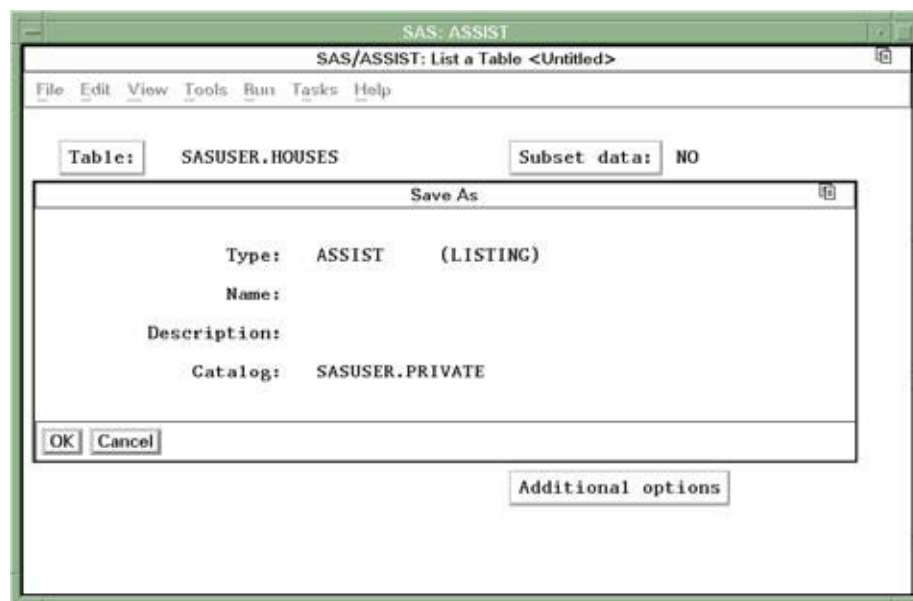 SAS: ASSIST
SAS/ASSIST: List a Table <Untitled>
File Edit View Tools Run Tasks Help
Table: SASUSER.HOUSES Subset data: NO
Save As
Type: ASSIST (LISTING)
Name:
Description:
Catalog: SASUSER.PRIVATE
OK Cancel
Additional options